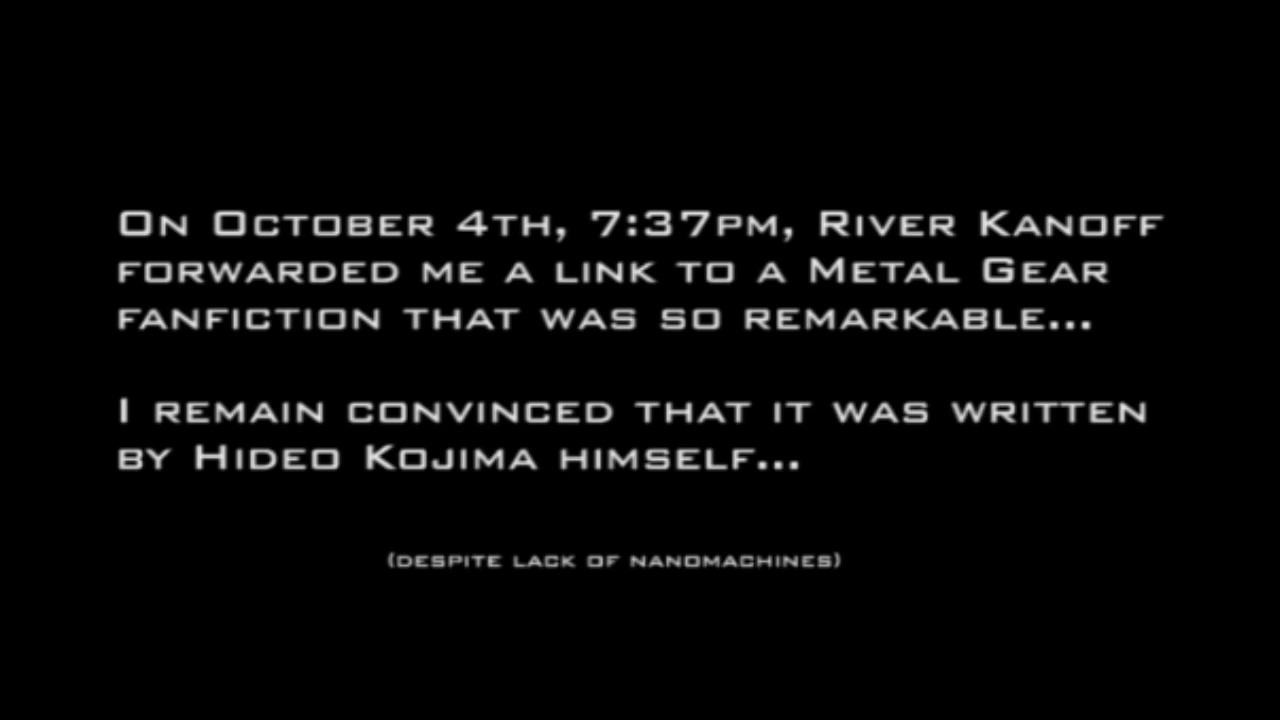 On October 4th, 7:37pm, River Kanoff
forwarded me a link to a Metal Gear
fanfiction that was so remarkable...
I remain convinced that it was written
by Hideo Kojima himself...
(despite lack of nanomachines)